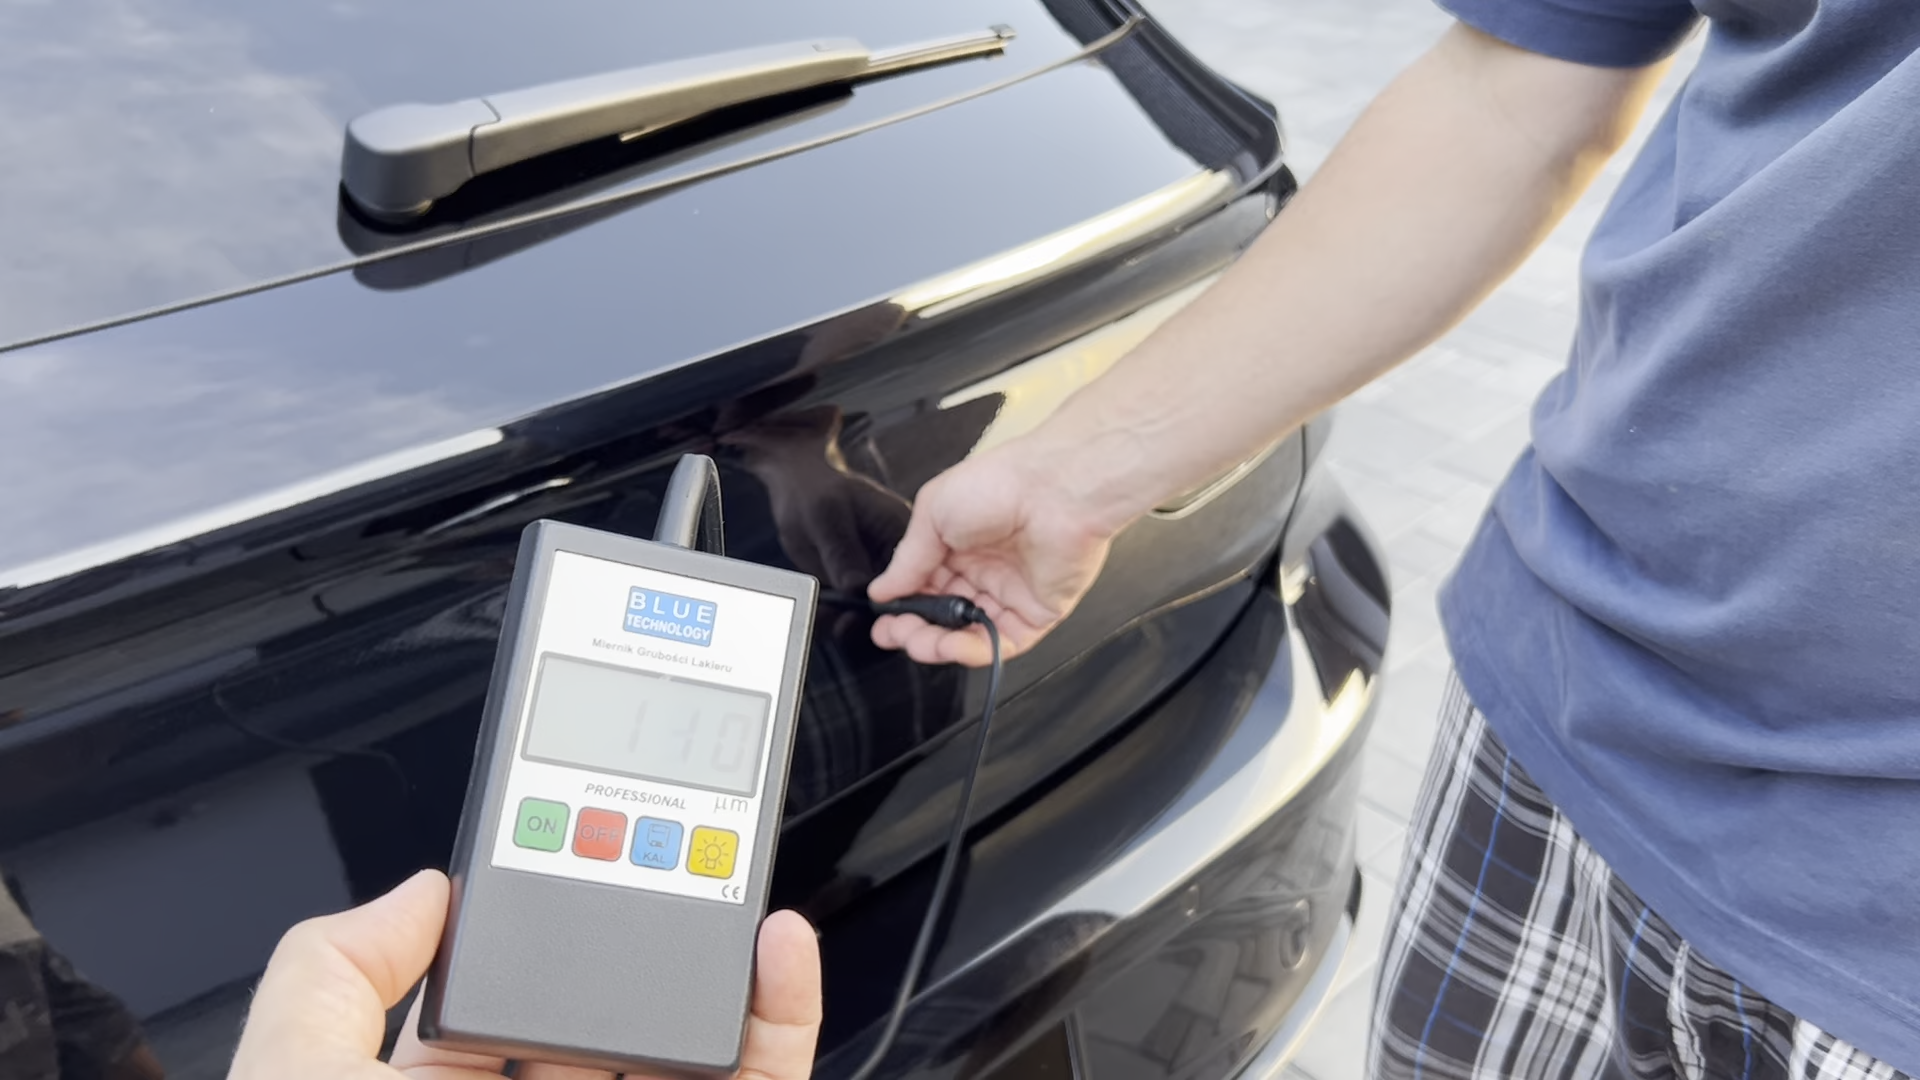 BLUE
TECHNOLOGY
Miernik Grubości Lakieru
110
PROFESSIONAL μm
ON OFF KAL
CE